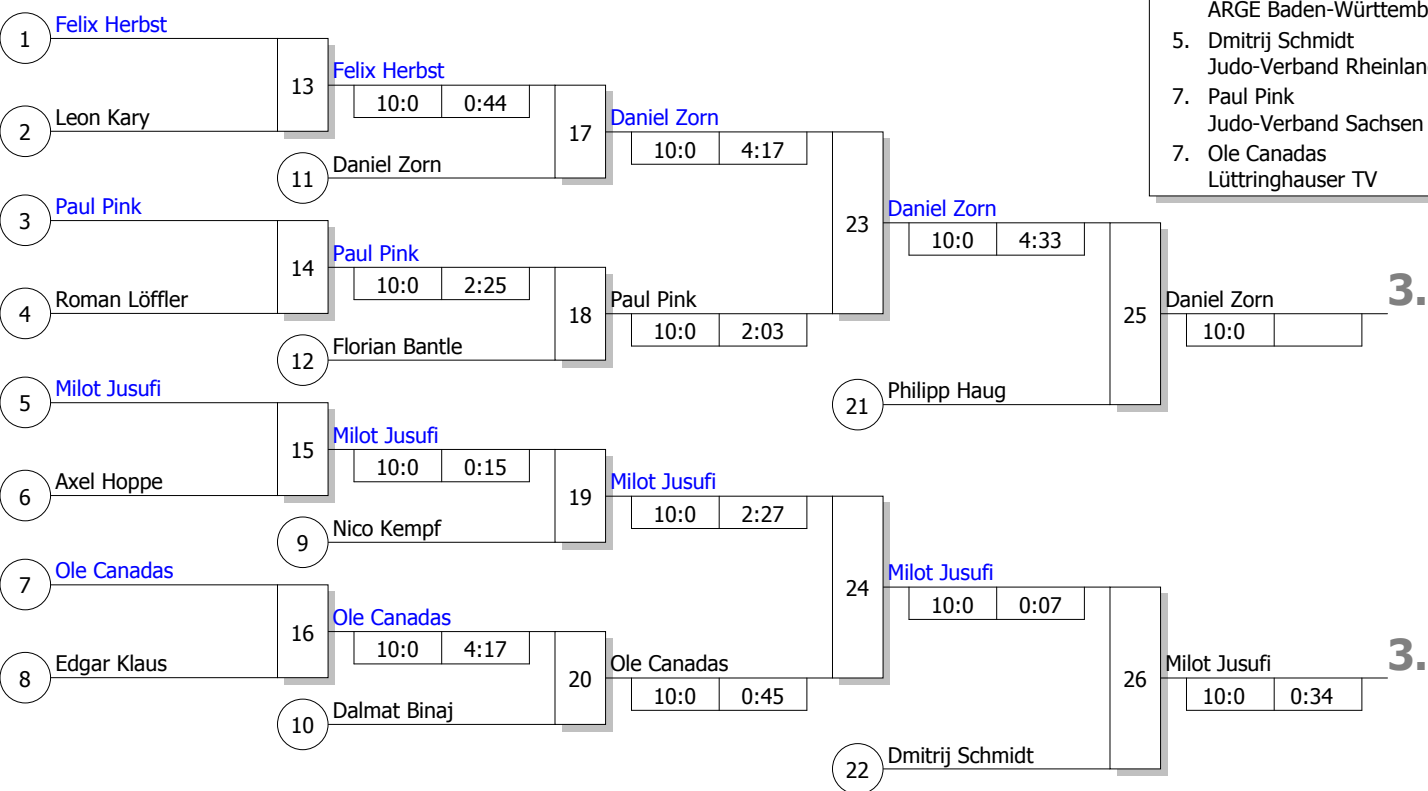 ARGE Baden-Württemb
5. Dmitrij Schmidt
Judo-Verband Rheinlan
7. Paul Pink
Judo-Verband Sachsen
7. Ole Canadas
Lüttringhauser TV
1 Felix Herbst
2 Leon Kary
13
Felix Herbst
10:0 0:44
11 Daniel Zorn
17
Daniel Zorn
10:0 4:17
3 Paul Pink
4 Roman Löffler
14
Paul Pink
10:0 2:25
12 Florian Bantle
18
Paul Pink
10:0 2:03
23
Daniel Zorn
10:0 4:33
21 Philipp Haug
25
Daniel Zorn
10:0
3.
5 Milot Jusufi
6 Axel Hoppe
15
Milot Jusufi
10:0 0:15
9 Nico Kempf
19
Milot Jusufi
10:0 2:27
7 Ole Canadas
8 Edgar Klaus
16
Ole Canadas
10:0 4:17
10 Dalmat Binaj
20
Ole Canadas
10:0 0:45
24
Milot Jusufi
10:0 0:07
22 Dmitrij Schmidt
26
Milot Jusufi
10:0 0:34
3.